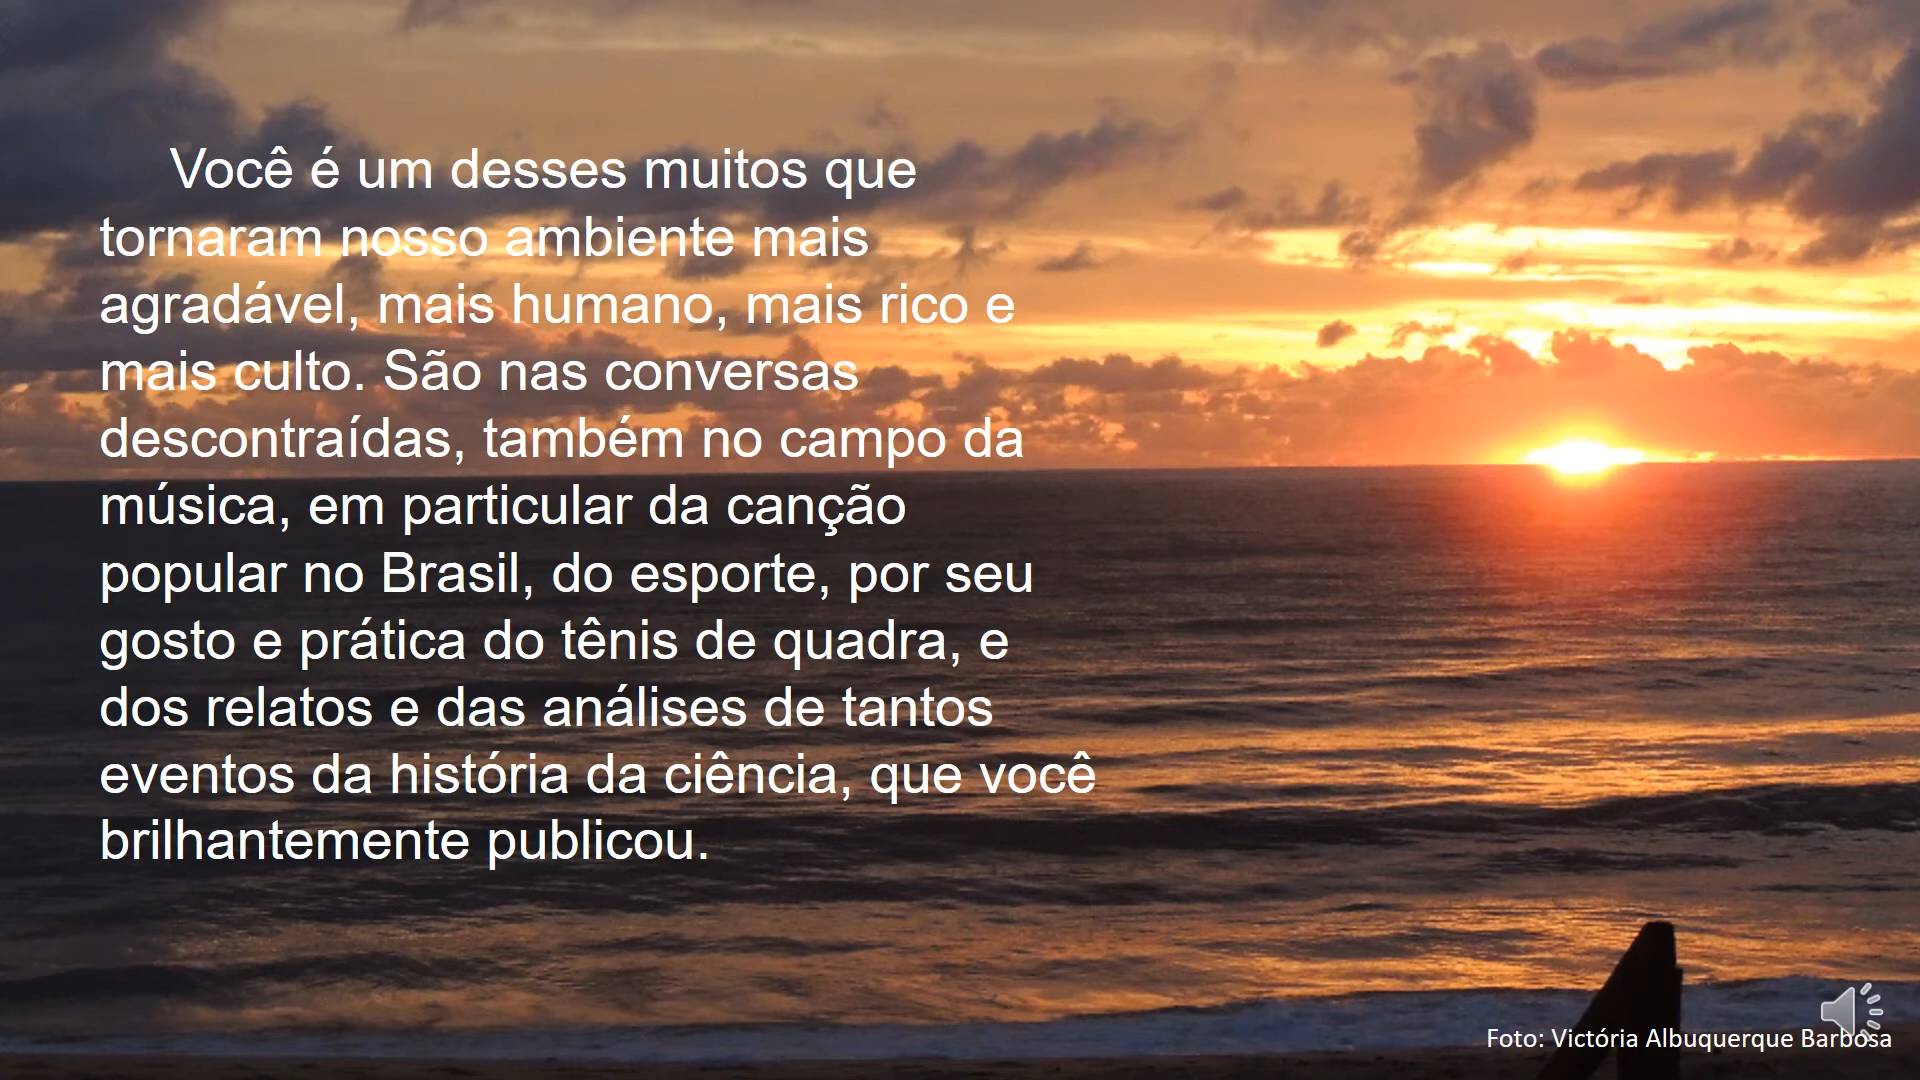 Você é um desses muitos que
tornaram nosso ambiente mais
agradável, mais humano, mais rico e
mais culto. São nas conversas
descontraídas, também no campo da
música, em particular da canção
popular no Brasil, do esporte, por seu
gosto e prática do tênis de quadra, e
dos relatos e das análises de tantos
eventos da história da ciência, que você
brilhantemente publicou.
Foto: Victória Albuquerque Barbosa